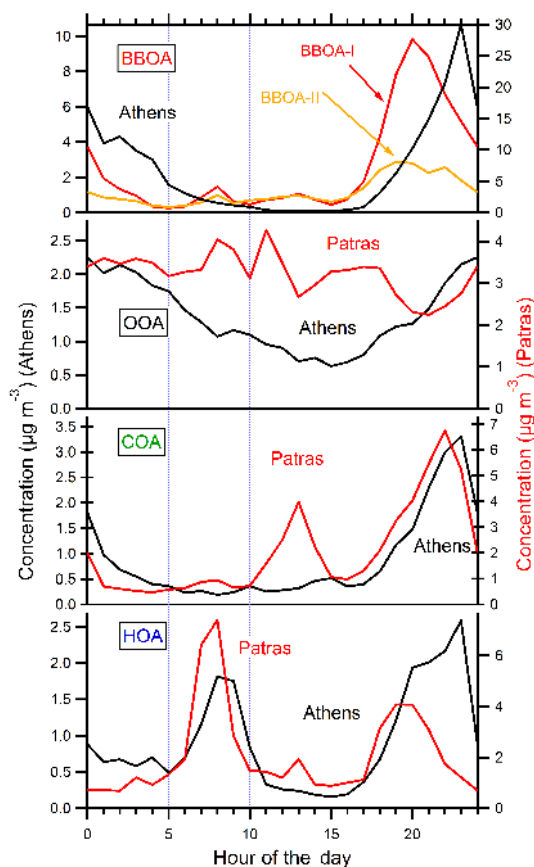 30
10
BBOA
BBOA-I
25
8
Athens
BBOA-II
20
6
15
4
10
2
5
0
0
2.5
Patras
4
2.0
3
1.5
OOA
Athens
2
1.0
1
0.5
0.0
0
3.5
COA
7
3.0
Patras
6
2.5
5
2.0
4
1.5
3
1.0
Athens
2
0.5
1
0.0
0
2.5
HOA
Patras
6
2.0
1.5
Athens
4
1.0
2
0.5
0.0
0
0 5 10 15 20
Hour of the day
Concentration (µg m⁻³) (Athens)
Concentration (µg m⁻³) (Patras)